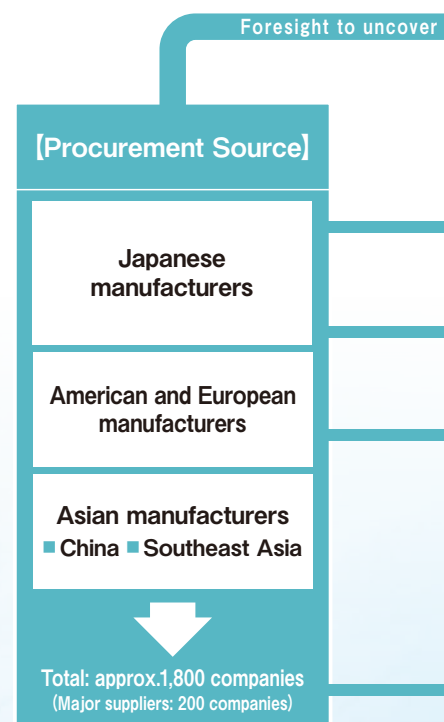 Foresight to uncover
【Procurement Source】
Japanese
manufacturers
American and European
manufacturers
Asian manufacturers
■ China ■ Southeast Asia
Total: approx.1,800 companies
(Major suppliers: 200 companies)